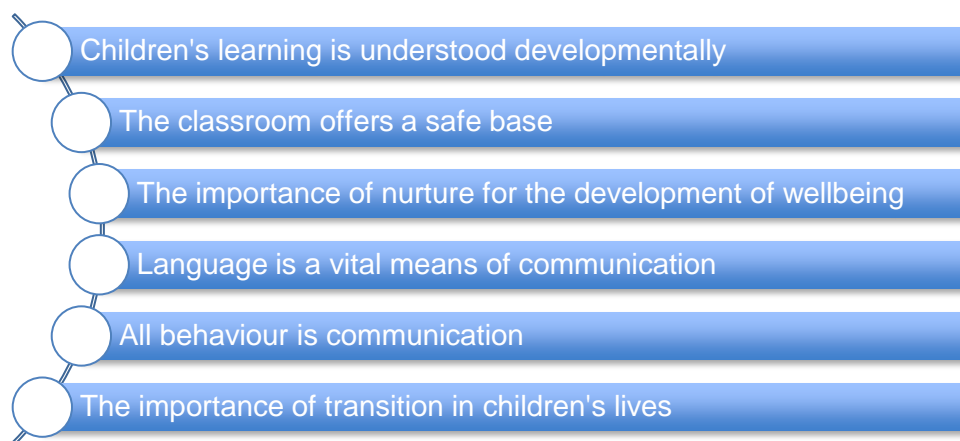 Children's learning is understood developmentally
The classroom offers a safe base
The importance of nurture for the development of wellbeing
Language is a vital means of communication
All behaviour is communication
The importance of transition in children's lives